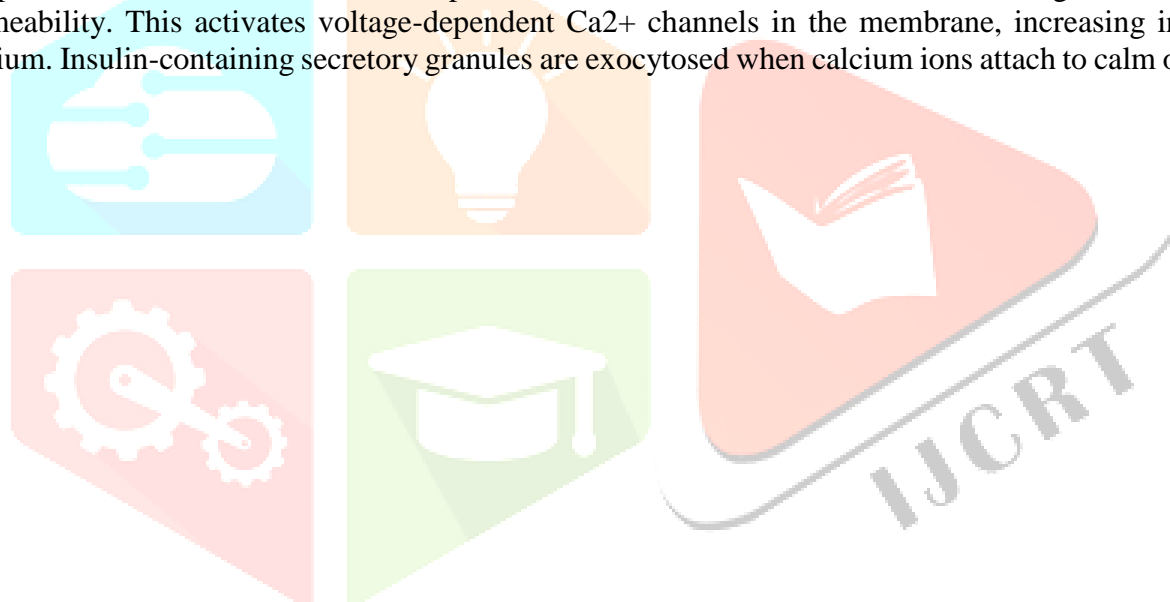 meability. This activates voltage-dependent Ca2+ channels in the membrane, increasing in
ium. Insulin-containing secretory granules are exocytosed when calcium ions attach to calm o
IJCRT